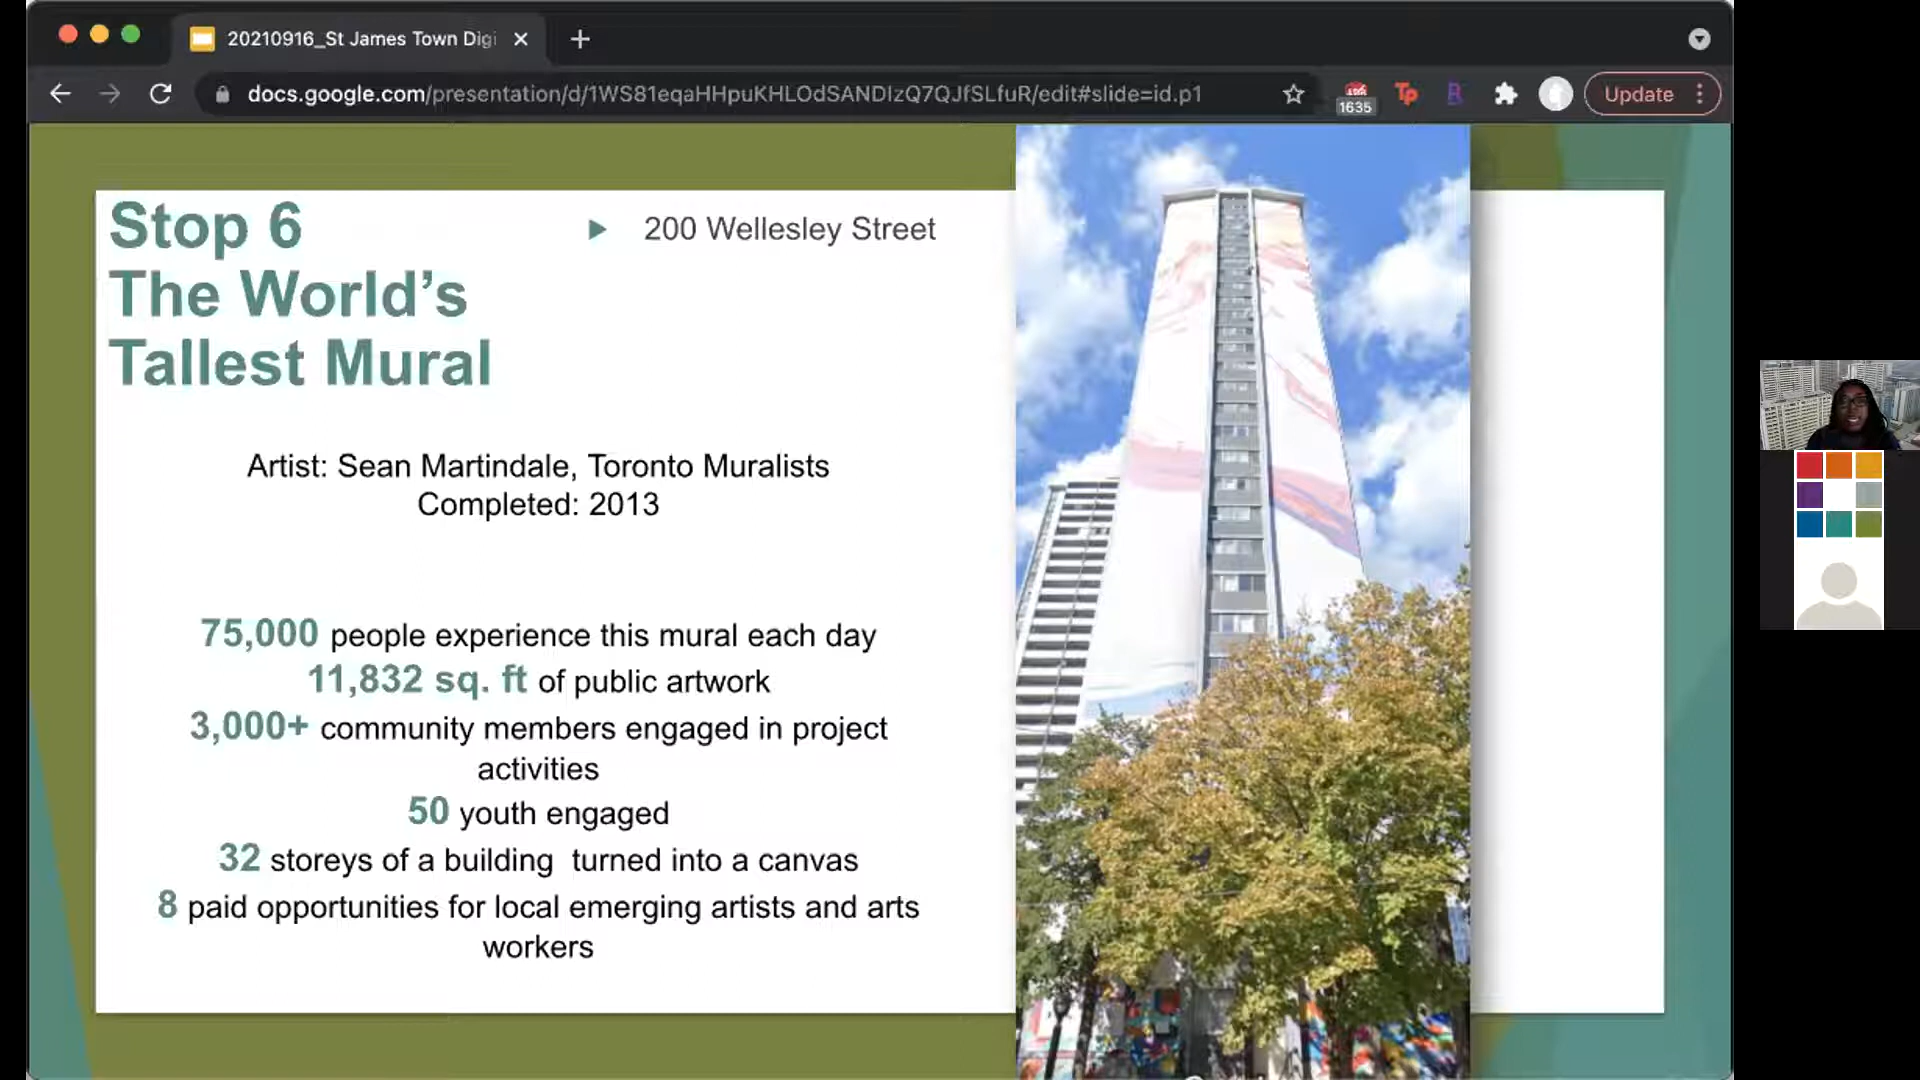 20210916_St James Town Digi
docs.google.com/presentation/d/1WS81eqaHHpuKHLOdSANDIzQ7QJfSLfuR/edit#slide=id.p1
1635
Tp
Update
Stop 6
The World's
Tallest Mural
200 Wellesley Street
Artist: Sean Martindale, Toronto Muralists
Completed: 2013
75,000 people experience this mural each day
11,832 sq. ft of public artwork
3,000+ community members engaged in project
activities
50 youth engaged
32 storeys of a building turned into a canvas
8 paid opportunities for local emerging artists and arts
workers